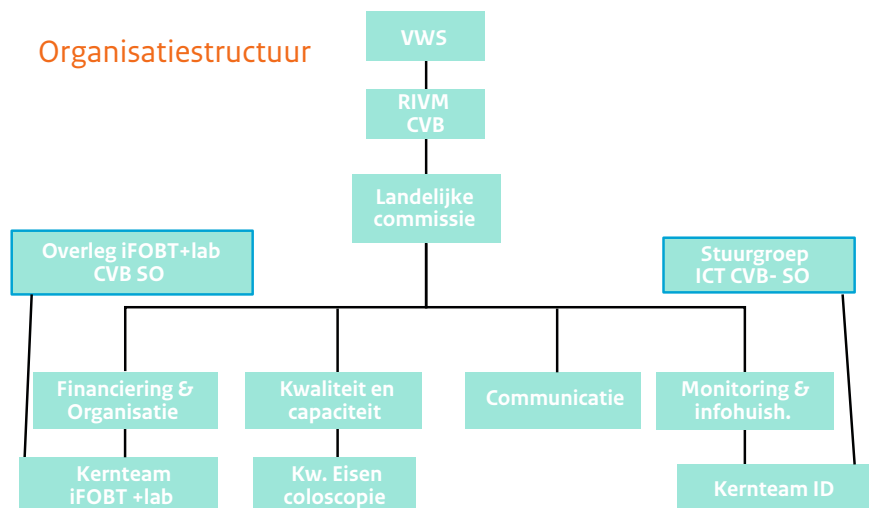 Organisatiestructuur
VWS
RIVM
CVB
Landelijke
commissie
Overleg iFOBT+lab
CVB SO
Stuurgroep
ICT CVB- SO
Financiering &
Organisatie
Kwaliteit en
capaciteit
Communicatie
Monitoring &
infohuish.
Kernteam
iFOBT +lab
Kw. Eisen
coloscopie
Kernteam ID